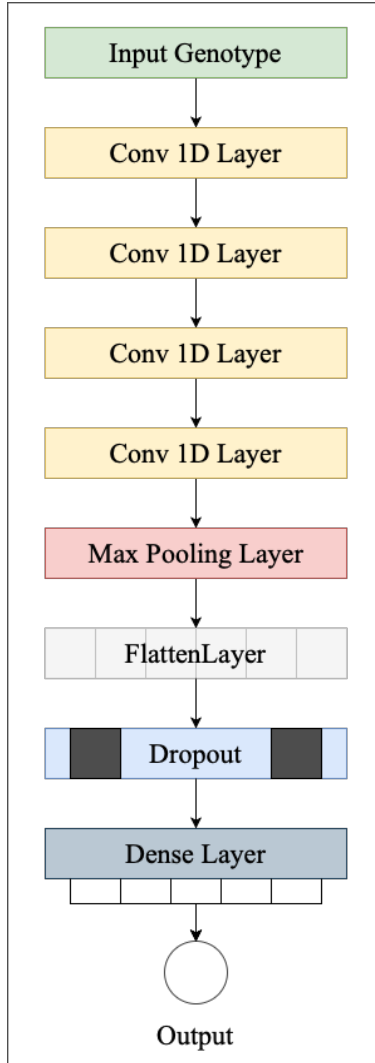 Input Genotype
Conv 1D Layer
Conv 1D Layer
Conv 1D Layer
Conv 1D Layer
Max Pooling Layer
FlattenLayer
Dropout
Dense Layer
Output